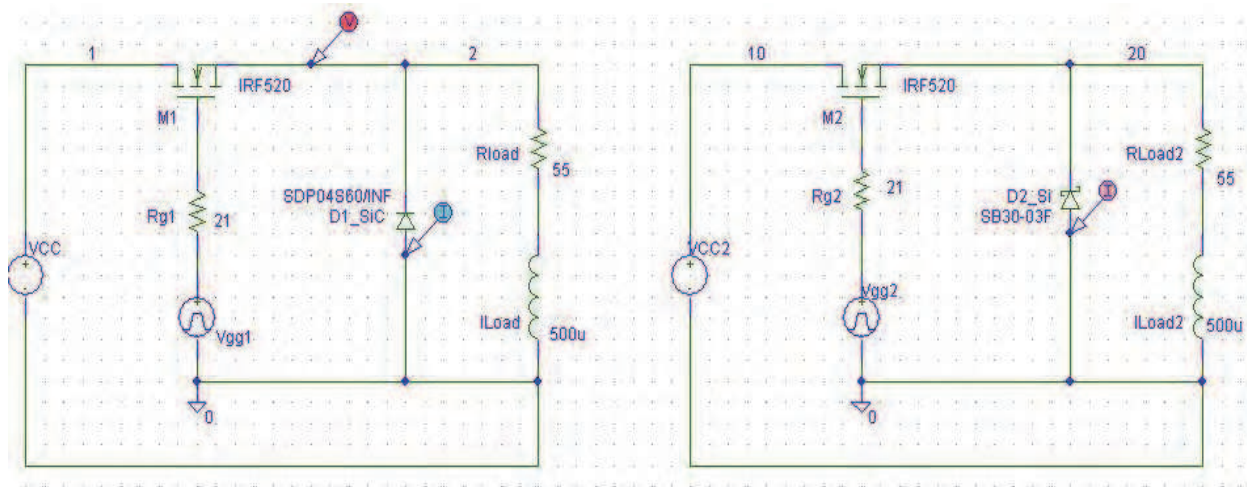 1
V
2
IRF520
M1
Rload
55
SDP04S60/INF
D1_SiC
I
Rg1
21
VCC
Vgg1
ILoad
500u
0
10
20
IRF520
M2
RLoad2
55
Rg2
21
D2_Si
SB30-03F
I
VCC2
Vgg2
ILoad2
500u
0